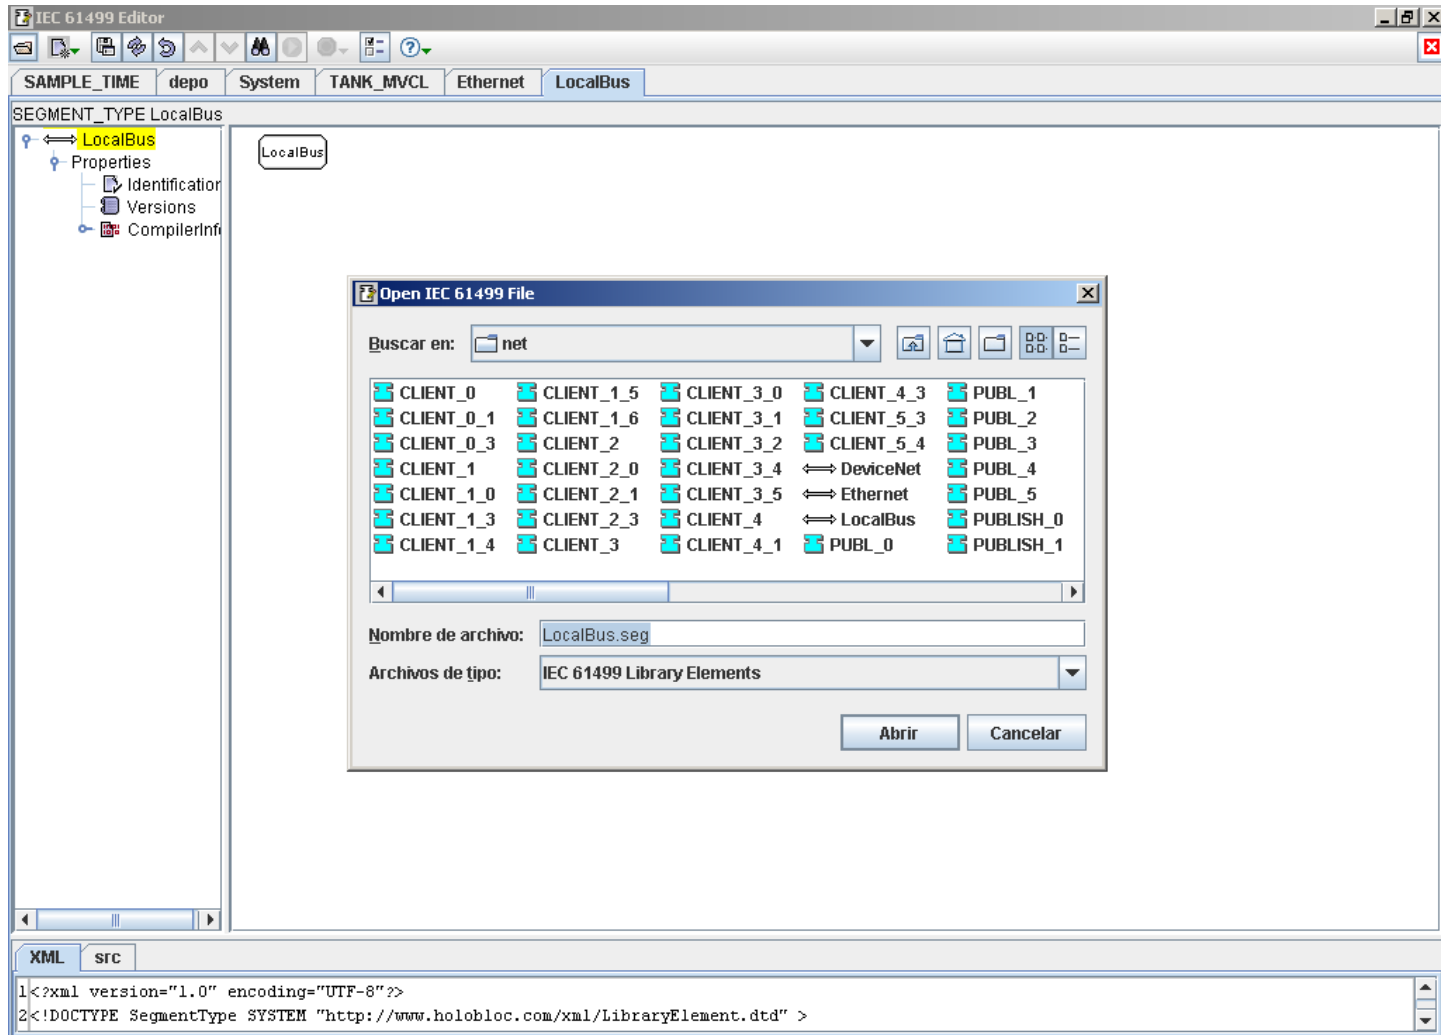 IEC 61499 Editor
SAMPLE_TIME depo System TANK_MVCL Ethernet LocalBus
SEGMENT_TYPE LocalBus
LocalBus
Properties
Identification
Versions
CompilerInfo
LocalBus
Open IEC 61499 File
Buscar en: net
CLIENT_0 CLIENT_1_5 CLIENT_3_0 CLIENT_4_3 PUBL_1
CLIENT_0_1 CLIENT_1_6 CLIENT_3_1 CLIENT_5_3 PUBL_2
CLIENT_0_3 CLIENT_2 CLIENT_3_2 CLIENT_5_4 PUBL_3
CLIENT_1 CLIENT_2_0 CLIENT_3_4 DeviceNet PUBL_4
CLIENT_1_0 CLIENT_2_1 CLIENT_3_5 Ethernet PUBL_5
CLIENT_1_3 CLIENT_2_3 CLIENT_4 LocalBus PUBLISH_0
CLIENT_1_4 CLIENT_3 CLIENT_4_1 PUBL_0 PUBLISH_1
Nombre de archivo: LocalBus.seg
Archivos de tipo: IEC 61499 Library Elements
Abrir Cancelar
XML src
1<?xml version="1.0" encoding="UTF-8"?>
2<!DOCTYPE SegmentType SYSTEM "http://www.holobloc.com/xml/LibraryElement.dtd" >